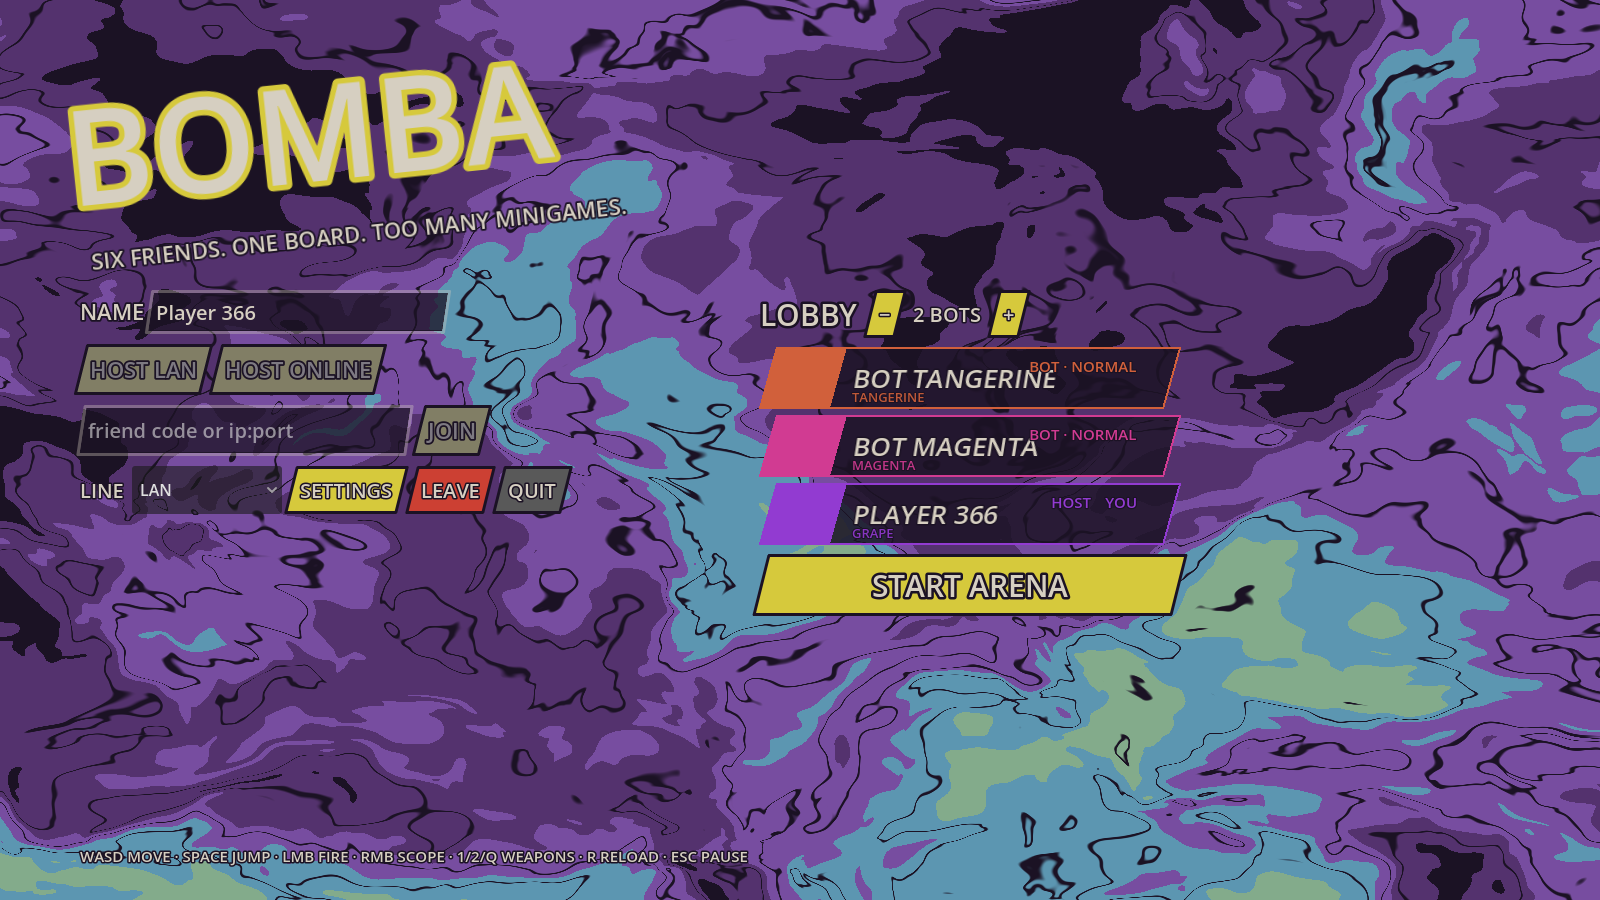 BOMBA
SIX FRIENDS. ONE BOARD. TOO MANY MINIGAMES.
NAME Player 366
HOST LAN HOST ONLINE
friend code or ip:port JOIN
LINE LAN SETTINGS LEAVE QUIT
LOBBY - 2 BOTS +
BOT · NORMAL
BOT TANGERINE
TANGERINE
BOT · NORMAL
BOT MAGENTA
MAGENTA
HOST YOU
PLAYER 366
GRAPE
START ARENA
WASD MOVE · SPACE JUMP · LMB FIRE · RMB SCOPE · 1/2/Q WEAPONS · R RELOAD · ESC PAUSE